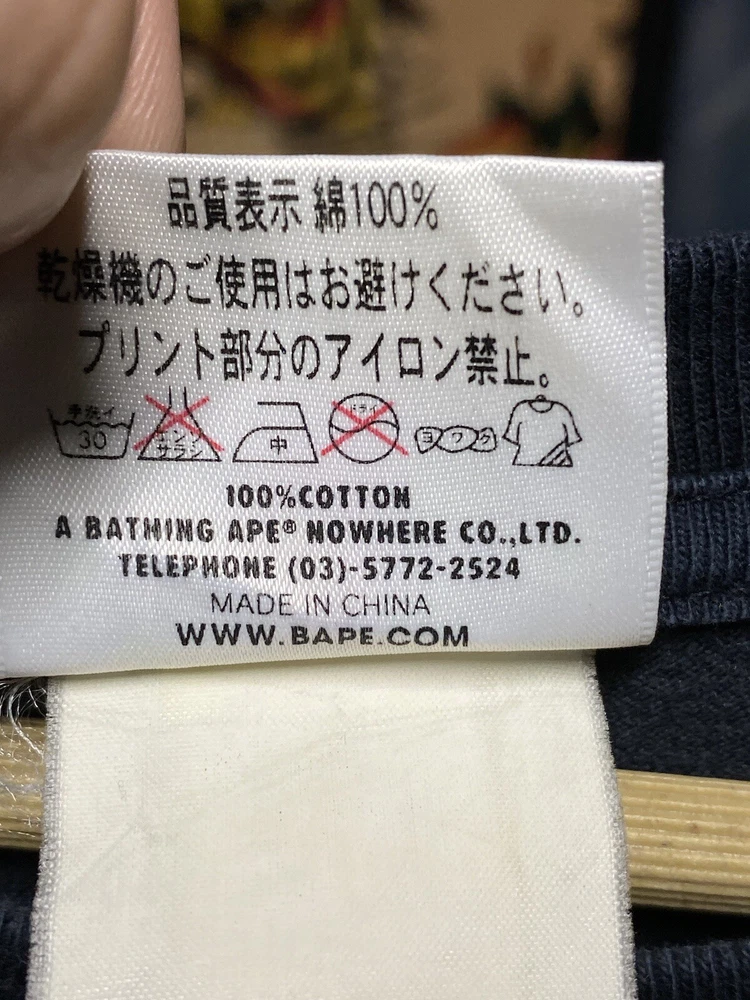 品質表示 綿100%
乾燥機のご使用はお避けください。
プリント部分のアイロン禁止。
手洗イ
30
エンソ
サラシ
中
ドライ
ヨワク
100%COTTON
A BATHING APE® NOWHERE CO.,LTD.
TELEPHONE (03)-5772-2524
MADE IN CHINA
WWW.BAPE.COM